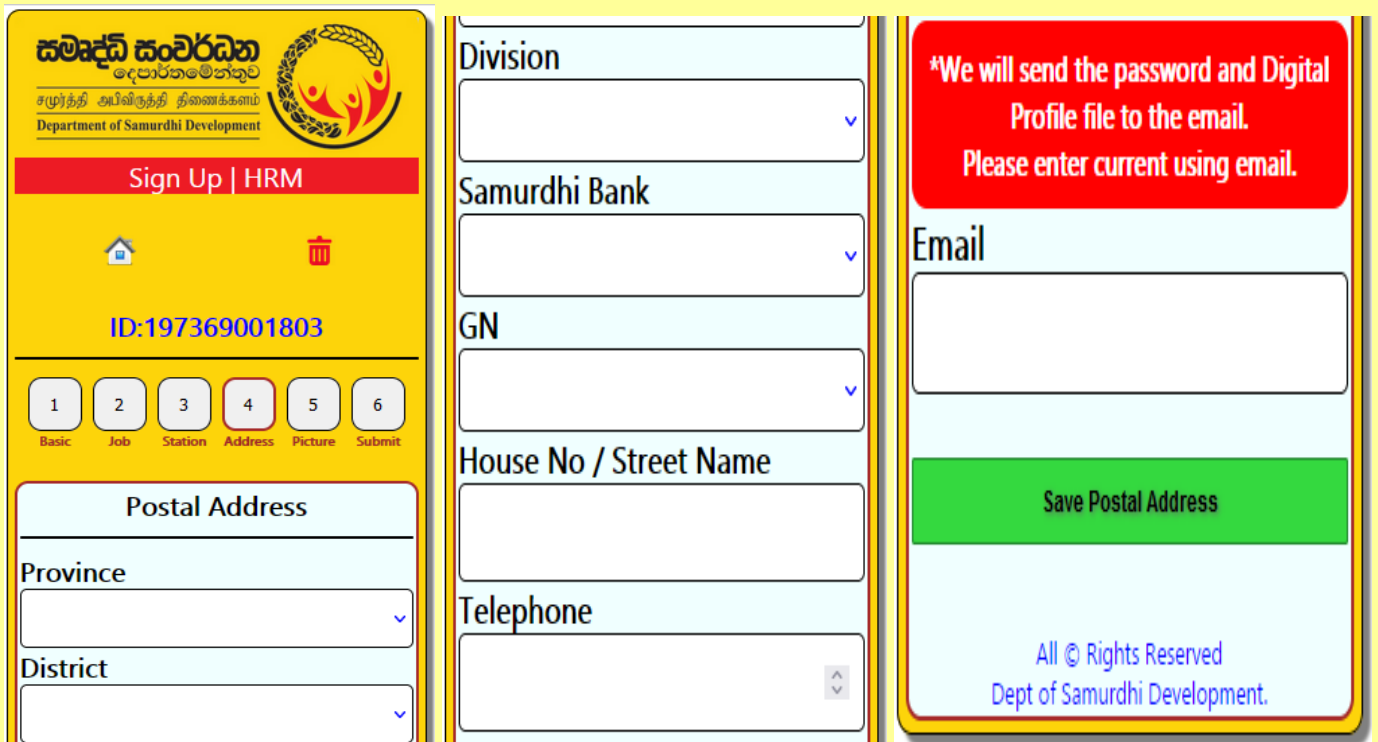 සමෘද්ධි සංවර්ධන
දෙපාර්තමේන්තුව
சமுர்த்தி அபிவிருத்தி திணைக்களம்
Department of Samurdhi Development
Sign Up | HRM
ID:197369001803
1 2 3 4 5 6
Basic Job Station Address Picture Submit
Postal Address
Province
District
Division
Samurdhi Bank
GN
House No / Street Name
Telephone
*We will send the password and Digital
Profile file to the email.
Please enter current using email.
Email
Save Postal Address
All © Rights Reserved
Dept of Samurdhi Development.